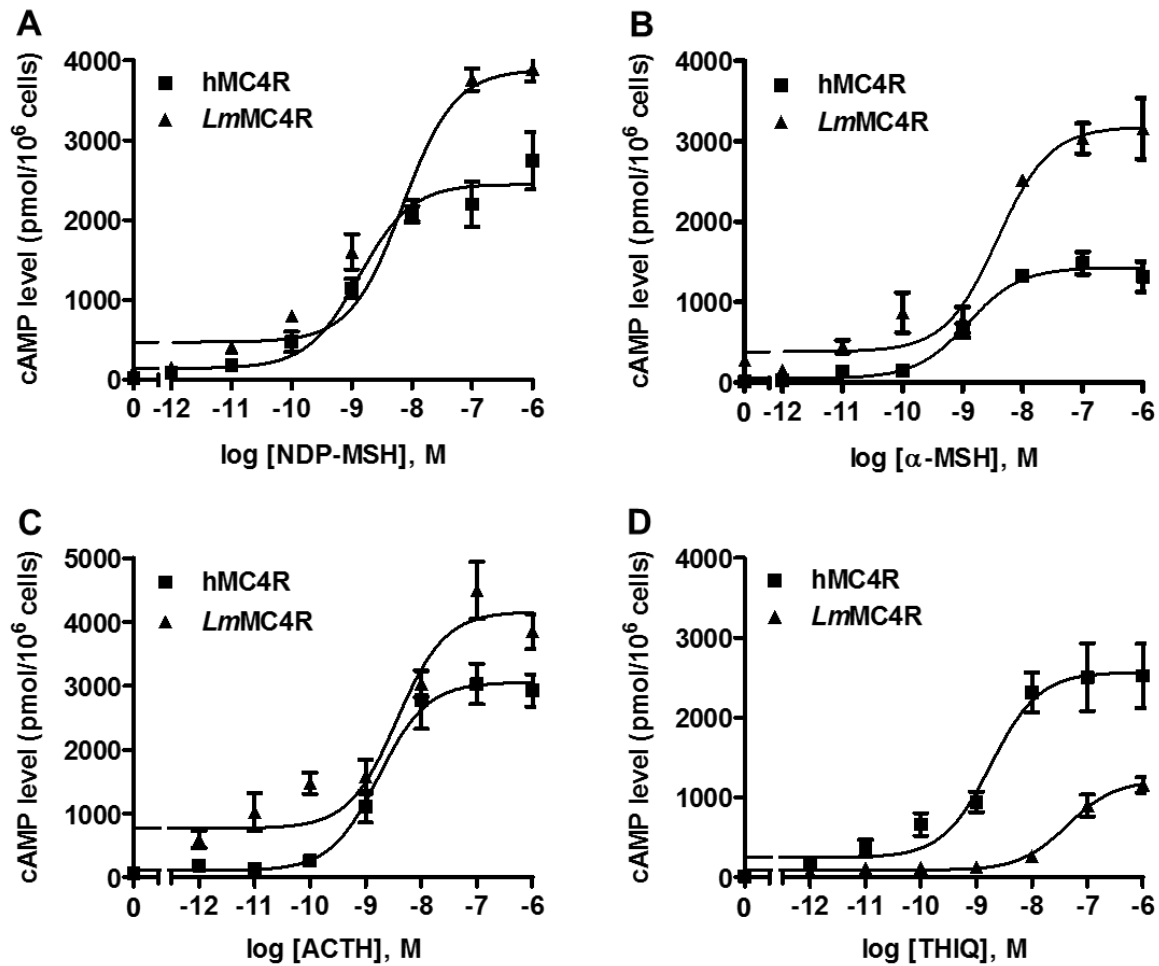 A
cAMP level (pmol/10⁶ cells)
4000
3000
2000
1000
0
hMC4R
LmMC4R
0 -12 -11 -10 -9 -8 -7 -6
log [NDP-MSH], M
B
cAMP level (pmol/10⁶ cells)
4000
3000
2000
1000
0
hMC4R
LmMC4R
0 -12 -11 -10 -9 -8 -7 -6
log [α-MSH], M
C
cAMP level (pmol/10⁶ cells)
5000
4000
3000
2000
1000
0
hMC4R
LmMC4R
0 -12 -11 -10 -9 -8 -7 -6
log [ACTH], M
D
cAMP level (pmol/10⁶ cells)
4000
3000
2000
1000
0
hMC4R
LmMC4R
0 -12 -11 -10 -9 -8 -7 -6
log [THIQ], M